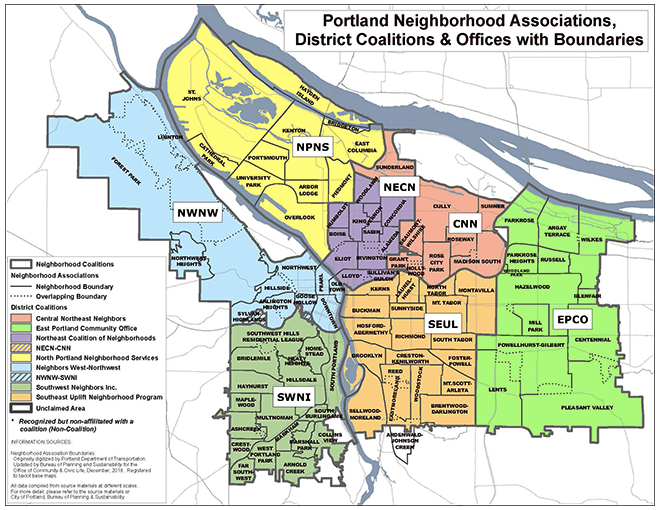 Portland Neighborhood Associations,
District Coalitions & Offices with Boundaries
ST.
JOHNS
HAYDEN
ISLAND
BRIDGETON
LINNTON
KENTON
EAST
COLUMBIA
NPNS
CATHEDRAL
PARK
PORTSMOUTH
SUNDERLAND
FOREST PARK
UNIVERSITY
PARK
ARBOR
LODGE
PIEDMONT
WOODLAWN
NECN
CULLY
SUMNER
NWNW
OVERLOOK
HUMBOLDT
KING
VERNON
CONCORDIA
SABIN
BOISE
ALAMEDA
BEAUMONT-
WILSHIRE
CNN
ROSEWAY
PARKROSE
ARGAY
TERRACE
WILKES
NORTHWEST
HEIGHTS
ELIOT
IRVINGTON
GRANT
PARK
HOLLY-
WOOD
ROSE
CITY
PARK
MADISON SOUTH
PARKROSE
HEIGHTS
RUSSELL
WOODLAND
PARK
LLOYD*
SULLIVAN'S
GULCH
NORTHWEST
PEARL
OLD
TOWN
HILLSIDE
ARLINGTON
HEIGHTS
GOOSE
HOLLOW
DOWNTOWN
KERNS
LAUREL-
HURST
NORTH
TABOR
MONTAVILLA
HAZELWOOD
GLENFAIR
SYLVAN-
HIGHLANDS
BUCKMAN
SUNNYSIDE
MT. TABOR
SEUL
HOSFORD-
ABERNETHY
RICHMOND
SOUTH TABOR
MILL
PARK
EPCO
SOUTHWEST HILLS
RESIDENTIAL LEAGUE
HOME-
STEAD
SOUTH PORTLAND
POWELLHURST-GILBERT
CENTENNIAL
BRIDLEMILE
HEALY
HEIGHTS
BROOKLYN
CRESTON-
KENILWORTH
FOSTER-
POWELL
HAYHURST
HILLSDALE
REED
EASTMORELAND
WOODSTOCK
MT.SCOTT-
ARLETA
LENTS
SWNI
MAPLE-
WOOD
MULTNOMAH
SOUTH
BURLINGAME
SELLWOOD-
MORELAND
BRENTWOOD-
DARLINGTON
PLEASANT VALLEY
ASHCREEK
MARKHAM
MARSHALL
PARK
COLLINS
VIEW
ARDENWALD-
JOHNSON
CREEK
CREST-
WOOD
WEST
PORTLAND
PARK
FAR
SOUTH
WEST
ARNOLD
CREEK
Neighborhood Coalitions
Neighborhood Associations
Neighborhood Boundary
Overlapping Boundary
District Coalitions
Central Northeast Neighbors
East Portland Community Office
Northeast Coalition of Neighborhoods
NECN-CNN
North Portland Neighborhood Services
Neighbors West-Northwest
NWNW-SWNI
Southwest Neighbors Inc.
Southeast Uplift Neighborhood Program
Unclaimed Area
* Recognized but non-affiliated with a
coalition (Non-Coalition)
INFORMATION SOURCES:
Neighborhood Association Boundaries:
Originally digitized by Portland Department of Transportation.
Updated by Bureau of Planning and Sustainability for the
Office of Community & Civic Life, December, 2018. Registered
to taxlot base maps.
All data compiled from source materials at different scales.
For more detail, please refer to the source materials or
City of Portland, Bureau of Planning & Sustainability.